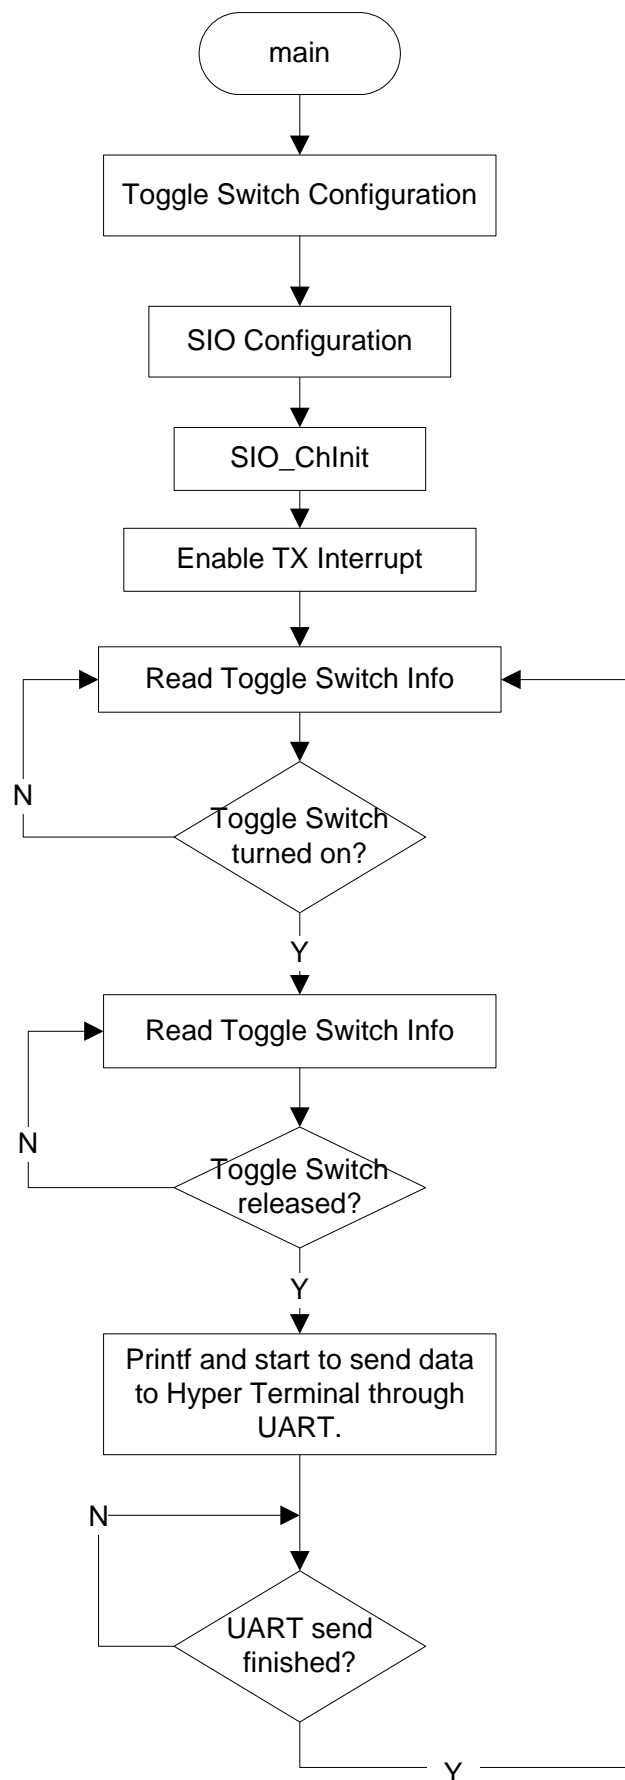 main
Toggle Switch Configuration
SIO Configuration
SIO_ChInit
Enable TX Interrupt
Read Toggle Switch Info
N
Toggle Switch
turned on?
Y
Read Toggle Switch Info
N
Toggle Switch
released?
Y
Printf and start to send data
to Hyper Terminal through
UART.
N
UART send
finished?
Y